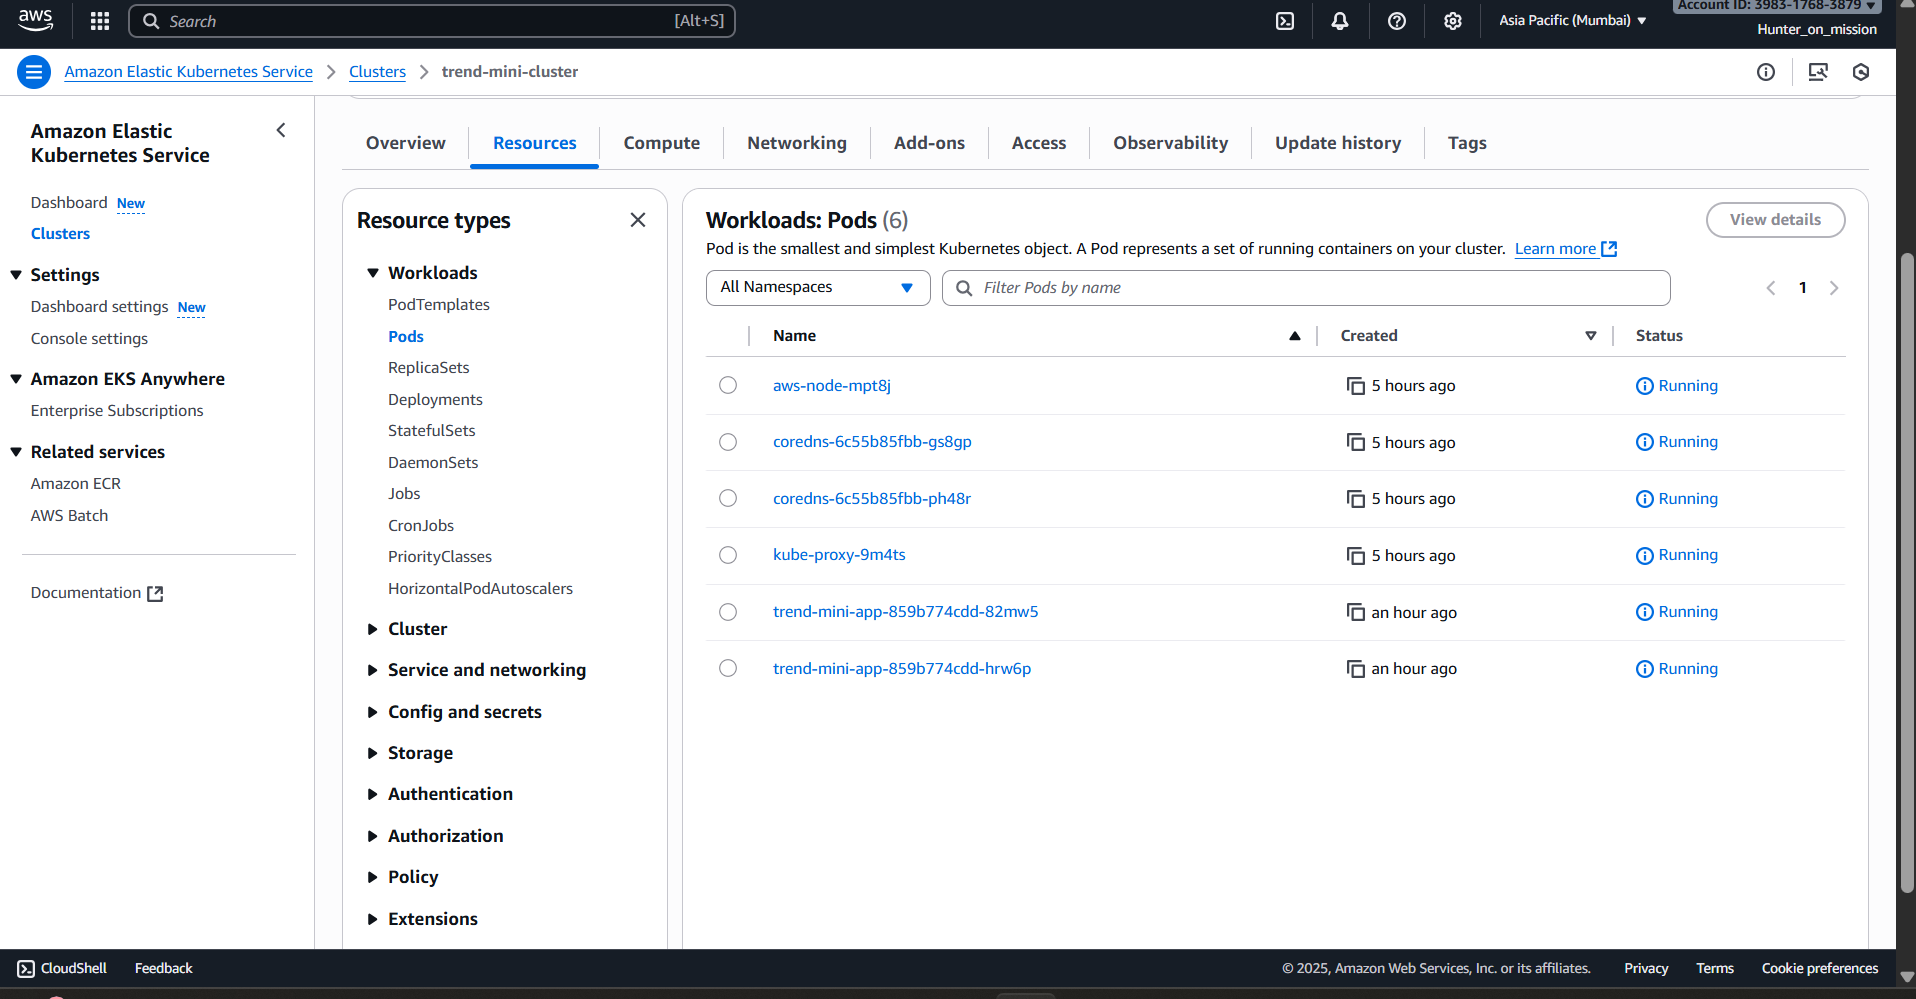 aws
Search [Alt+S]
Asia Pacific (Mumbai)
Account ID: 3983-1768-3879
Hunter_on_mission
Amazon Elastic Kubernetes Service > Clusters > trend-mini-cluster
Amazon Elastic
Kubernetes Service
Dashboard New
Clusters
Settings
Dashboard settings New
Console settings
Amazon EKS Anywhere
Enterprise Subscriptions
Related services
Amazon ECR
AWS Batch
Documentation
Overview Resources Compute Networking Add-ons Access Observability Update history Tags
Resource types
Workloads
PodTemplates
Pods
ReplicaSets
Deployments
StatefulSets
DaemonSets
Jobs
CronJobs
PriorityClasses
HorizontalPodAutoscalers
Cluster
Service and networking
Config and secrets
Storage
Authentication
Authorization
Policy
Extensions
Workloads: Pods (6)
View details
Pod is the smallest and simplest Kubernetes object. A Pod represents a set of running containers on your cluster. Learn more
All Namespaces
Filter Pods by name
1
Name Created Status
aws-node-mpt8j 5 hours ago Running
coredns-6c55b85fbb-gs8gp 5 hours ago Running
coredns-6c55b85fbb-ph48r 5 hours ago Running
kube-proxy-9m4ts 5 hours ago Running
trend-mini-app-859b774cdd-82mw5 an hour ago Running
trend-mini-app-859b774cdd-hrw6p an hour ago Running
CloudShell Feedback
© 2025, Amazon Web Services, Inc. or its affiliates. Privacy Terms Cookie preferences